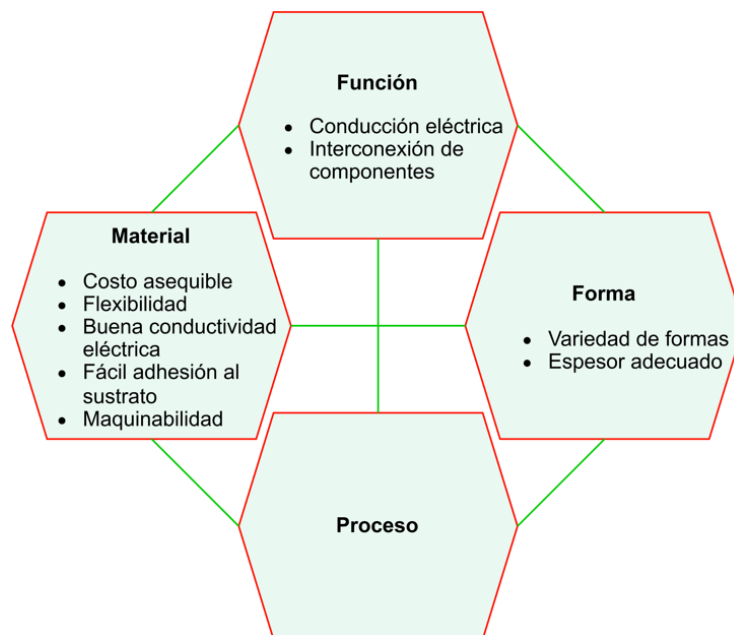 Función
• Conducción eléctrica
• Interconexión de
componentes
Material
• Costo asequible
• Flexibilidad
• Buena conductividad
eléctrica
• Fácil adhesión al
sustrato
• Maquinabilidad
Forma
• Variedad de formas
• Espesor adecuado
Proceso